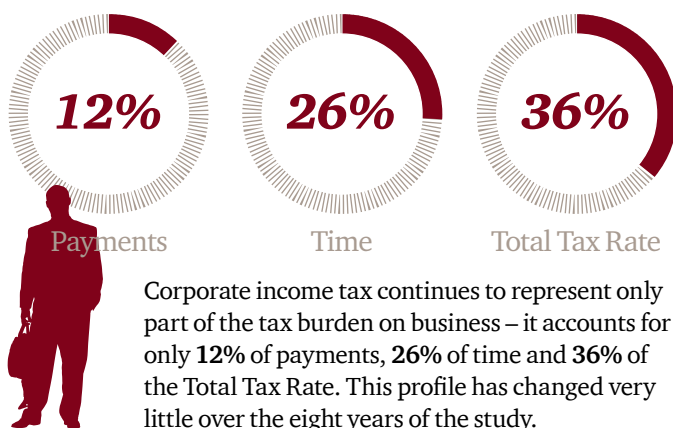 12% 26% 36%
Payments Time Total Tax Rate
Corporate income tax continues to represent only
part of the tax burden on business – it accounts for
only 12% of payments, 26% of time and 36% of
the Total Tax Rate. This profile has changed very
little over the eight years of the study.